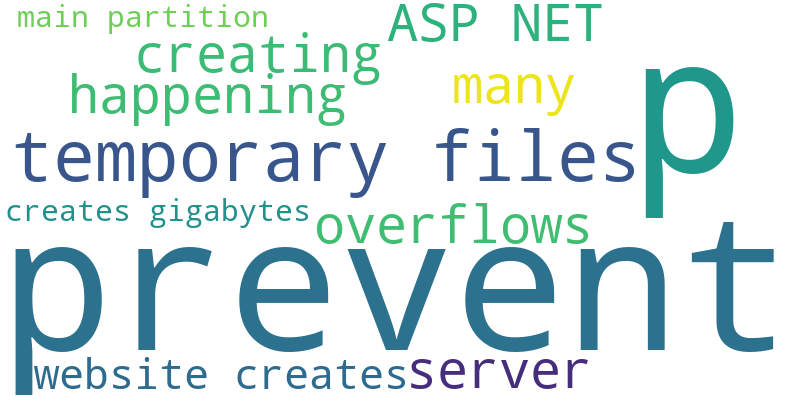 main partition
ASP NET
creating
happening
many
p
temporary files
creates gigabytes
overflows
prevent
website creates
server